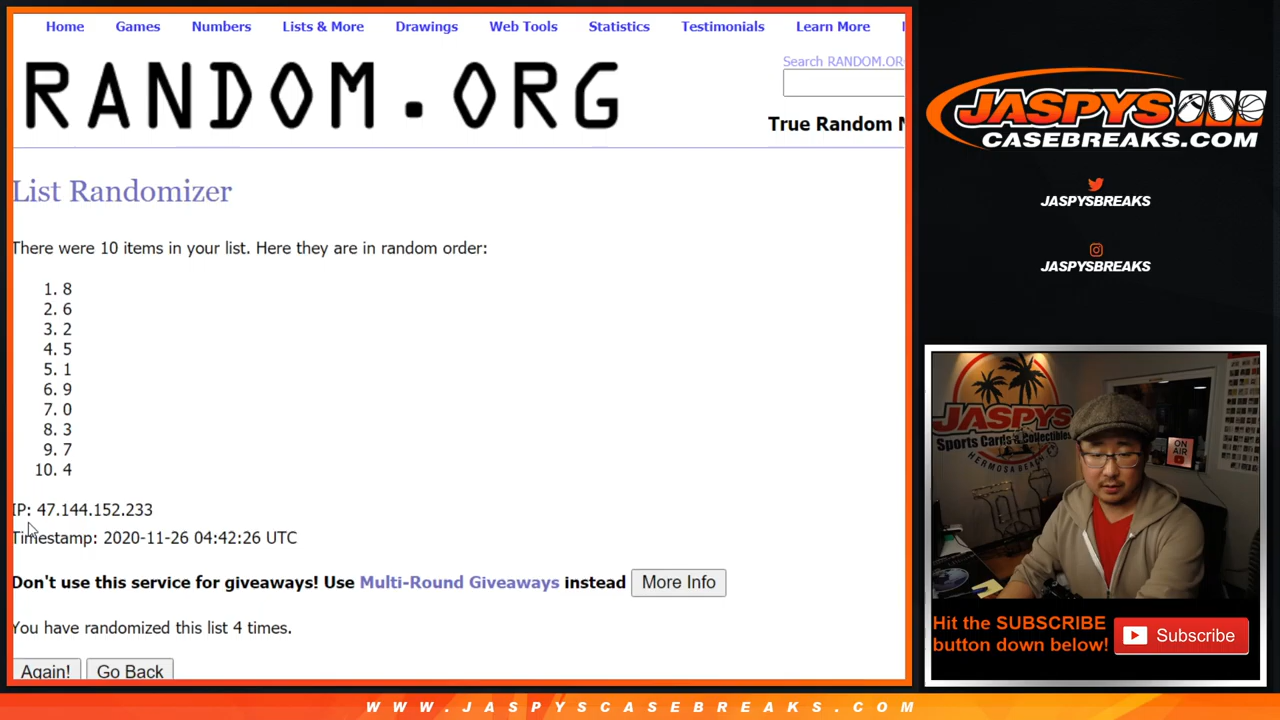 Home Games Numbers Lists & More Drawings Web Tools Statistics Testimonials Learn More
RANDOM.ORG
Search RANDOM.OR
True Random N
List Randomizer
There were 10 items in your list. Here they are in random order:
1. 8
2. 6
3. 2
4. 5
5. 1
6. 9
7. 0
8. 3
9. 7
10. 4
IP: 47.144.152.233
Timestamp: 2020-11-26 04:42:26 UTC
Don't use this service for giveaways! Use Multi-Round Giveaways instead More Info
You have randomized this list 4 times.
Again! Go Back
JASPYS
CASEBREAKS.COM
JASPYSBREAKS
JASPYSBREAKS
JASPYS
Sports Cards & Collectibles
HERMOSA BEACH
ON AIR
Hit the SUBSCRIBE
button down below!
Subscribe
WWW.JASPYSCASEBREAKS.COM